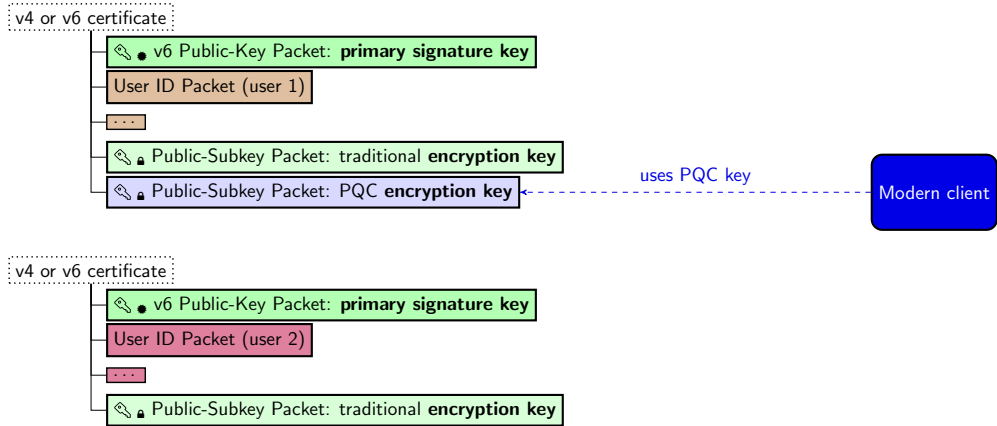 v4 or v6 certificate
v6 Public-Key Packet: primary signature key
User ID Packet (user 1)
...
Public-Subkey Packet: traditional encryption key
Public-Subkey Packet: PQC encryption key
uses PQC key
Modern client
v4 or v6 certificate
v6 Public-Key Packet: primary signature key
User ID Packet (user 2)
...
Public-Subkey Packet: traditional encryption key